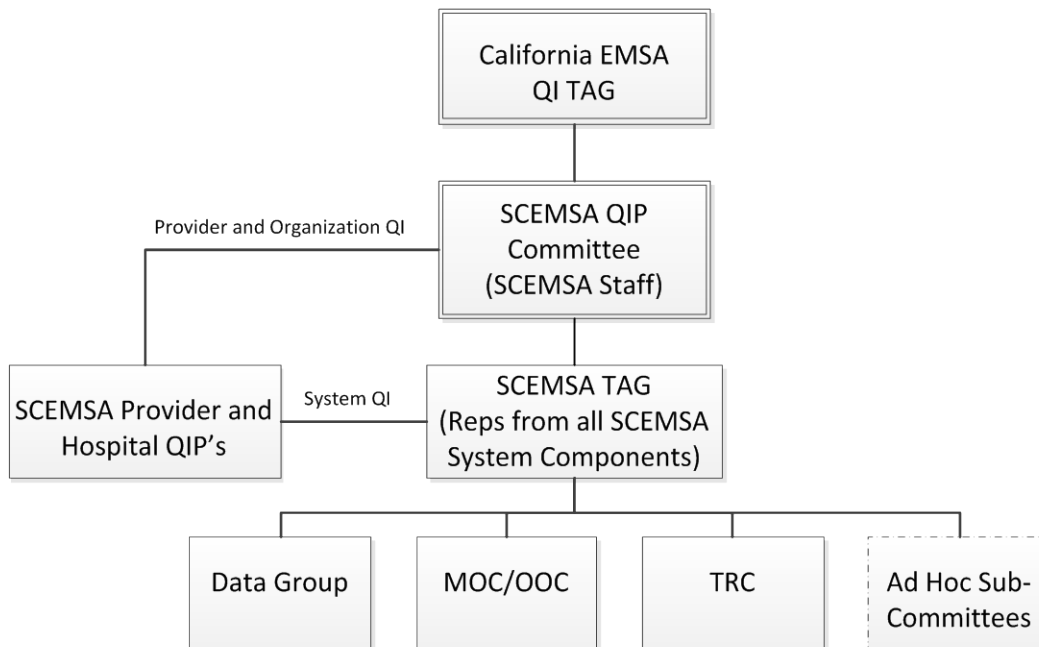 California EMSA
QI TAG
Provider and Organization QI
SCEMSA QIP
Committee
(SCEMSA Staff)
SCEMSA Provider and
Hospital QIP’s
System QI
SCEMSA TAG
(Reps from all SCEMSA
System Components)
Data Group
MOC/OOC
TRC
Ad Hoc Sub-
Committees